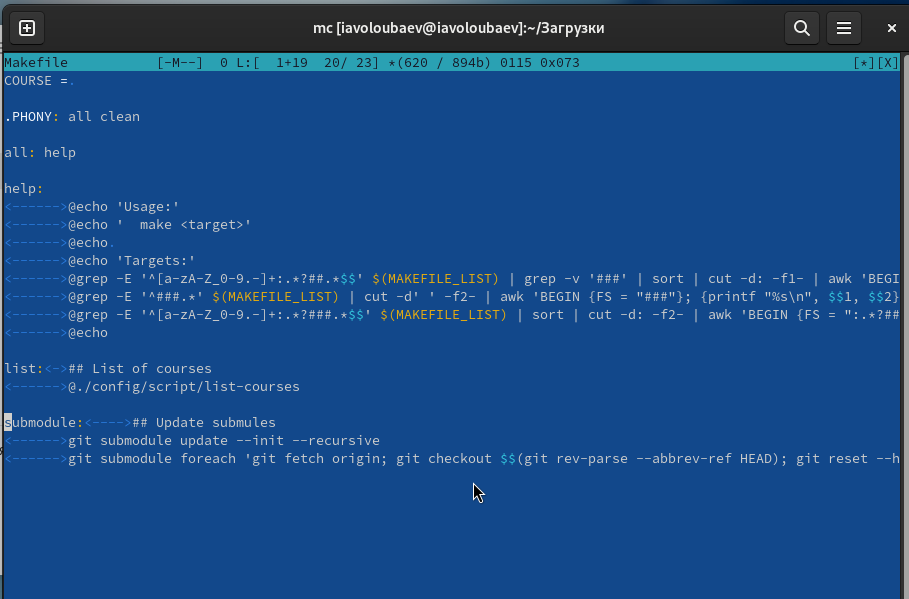 mc [iavoloubaev@iavoloubaev]:~/Загрузки
Makefile [-M--] 0 L:[ 1+19 20/ 23] *(620 / 894b) 0115 0x073 [*][X]
COURSE =.
.PHONY: all clean
all: help
help:
<------>@echo 'Usage:'
<------>@echo '  make <target>'
<------>@echo.
<------>@echo 'Targets:'
<------>@grep -E '^[a-zA-Z_0-9.-]+:.*?##.*$$' $(MAKEFILE_LIST) | grep -v '###' | sort | cut -d: -f1- | awk 'BEGI
<------>@grep -E '^###.*' $(MAKEFILE_LIST) | cut -d' ' -f2- | awk 'BEGIN {FS = "###"}; {printf "%s\n", $$1, $$2}
<------>@grep -E '^[a-zA-Z_0-9.-]+:.*?###.*$$' $(MAKEFILE_LIST) | sort | cut -d: -f2- | awk 'BEGIN {FS = ":.*?##
<------>@echo
list:<->## List of courses
<------>@./config/script/list-courses
submodule:<---->## Update submules
<------>git submodule update --init --recursive
<------>git submodule foreach 'git fetch origin; git checkout $$(git rev-parse --abbrev-ref HEAD); git reset --h